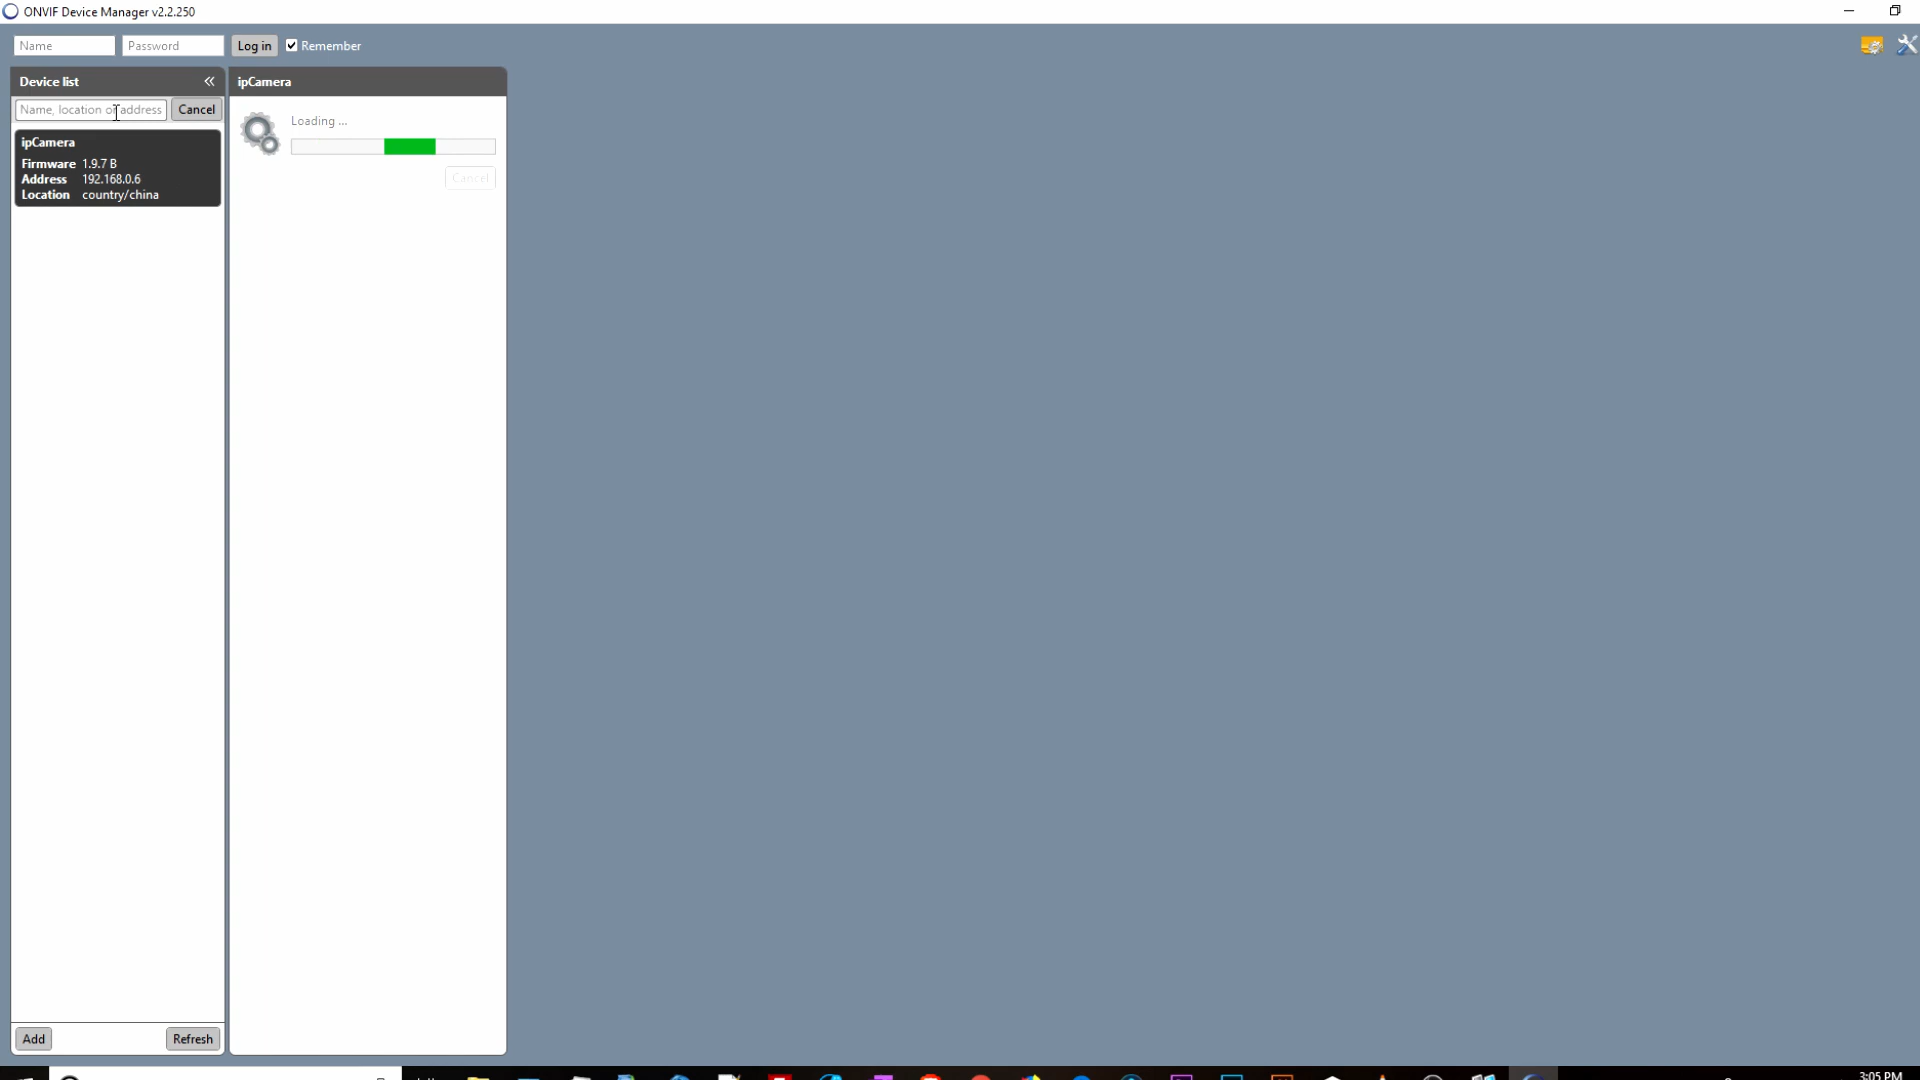 ONVIF Device Manager v2.2.250
Name Password Log in Remember
Device list ipCamera
Name, location or address Cancel
Loading ...
Cancel
ipCamera
Firmware 1.9.7 B
Address 192.168.0.6
Location country/china
Add Refresh
3:05 PM